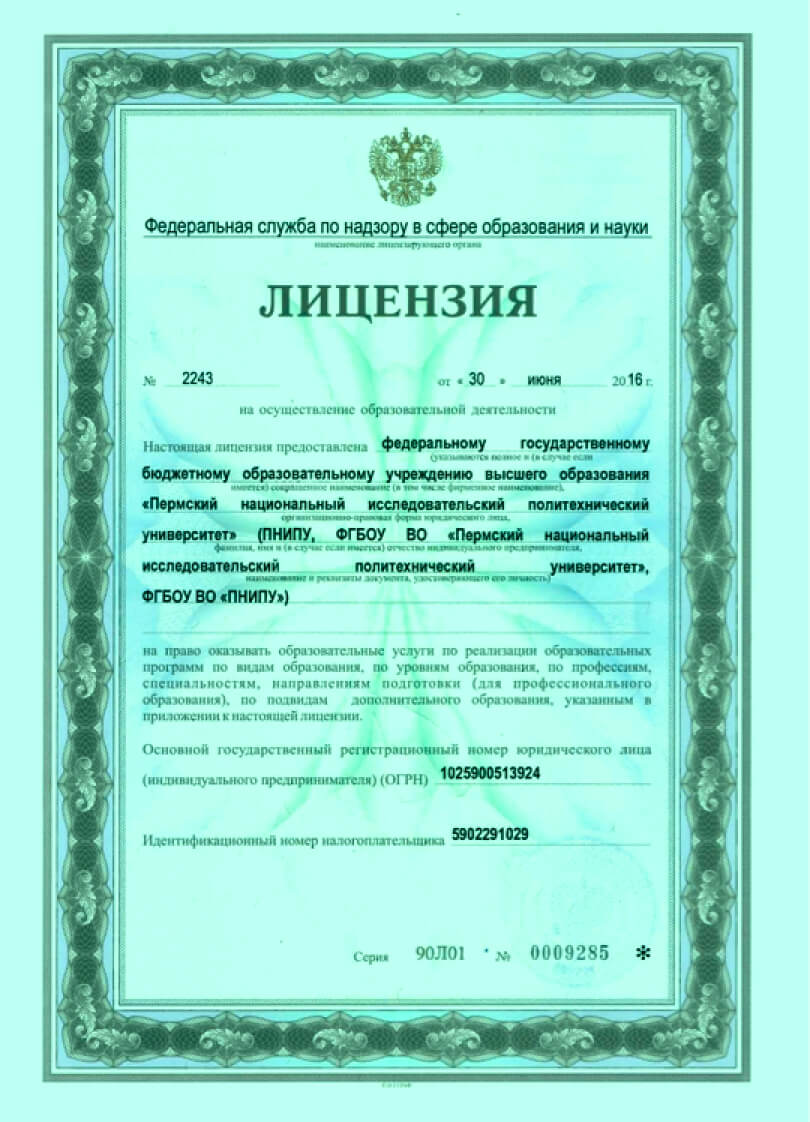 Федеральная служба по надзору в сфере образования и науки
наименование лицензирующего органа
ЛИЦЕНЗИЯ
№ 2243 от « 30 » июня 2016 г.
на осуществление образовательной деятельности
Настоящая лицензия предоставлена федеральному государственному
(указываются полное и (в случае если
бюджетному образовательному учреждению высшего образования
имеется) сокращенное наименование (в том числе фирменное наименование),
«Пермский национальный исследовательский политехнический
организационно-правовая форма юридического лица,
университет» (ПНИПУ, ФГБОУ ВО «Пермский национальный
фамилия, имя и (в случае если имеется) отчество индивидуального предпринимателя,
исследовательский политехнический университет»,
наименование и реквизиты документа, удостоверяющего его личность)
ФГБОУ ВО «ПНИПУ»)
на право оказывать образовательные услуги по реализации образовательных
программ по видам образования, по уровням образования, по профессиям,
специальностям, направлениям подготовки (для профессионального
образования), по подвидам дополнительного образования, указанным в
приложении к настоящей лицензии.
Основной государственный регистрационный номер юридического лица
(индивидуального предпринимателя) (ОГРН) 1025900513924
Идентификационный номер налогоплательщика 5902291029
Серия 90Л01 № 0009285 *